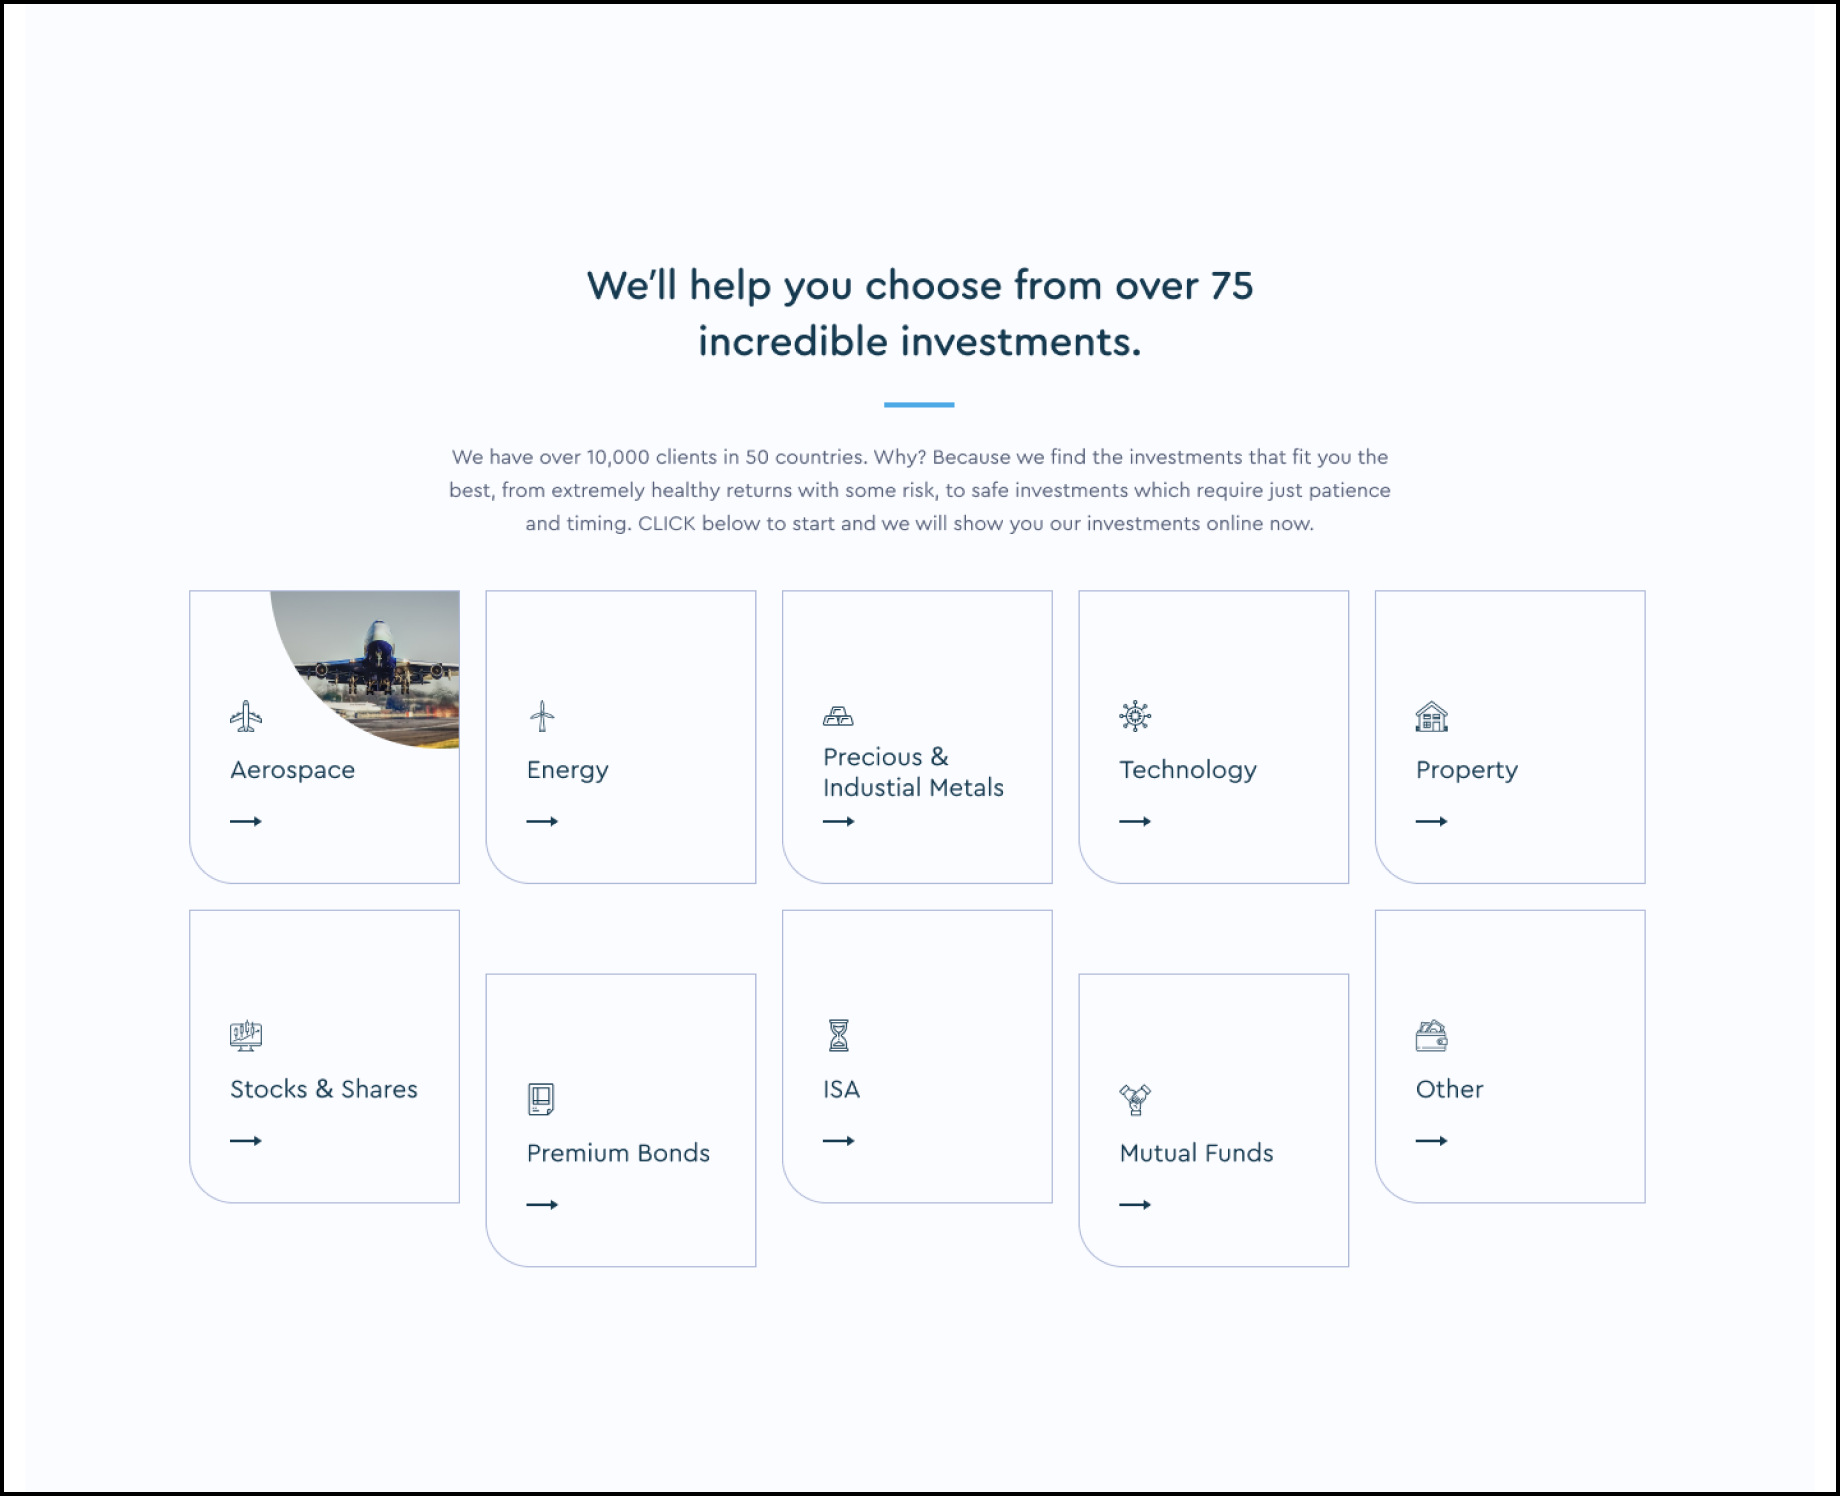 We'll help you choose from over 75
incredible investments.
We have over 10,000 clients in 50 countries. Why? Because we find the investments that fit you the
best, from extremely healthy returns with some risk, to safe investments which require just patience
and timing. CLICK below to start and we will show you our investments online now.
Aerospace
Energy
Precious &
Industial Metals
Technology
Property
Stocks & Shares
Premium Bonds
ISA
Mutual Funds
Other